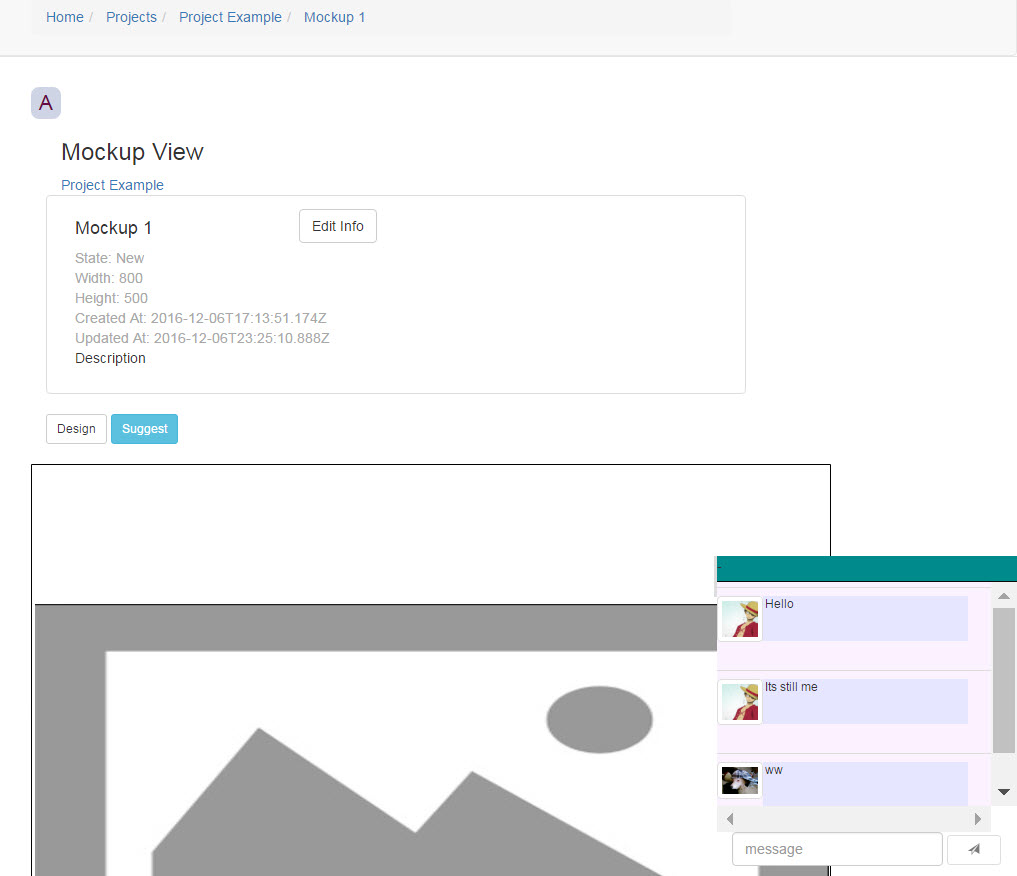 Home / Projects / Project Example / Mockup 1
A
Mockup View
Project Example
Mockup 1
Edit Info
State: New
Width: 800
Height: 500
Created At: 2016-12-06T17:13:51.174Z
Updated At: 2016-12-06T23:25:10.888Z
Description
Design
Suggest
Hello
Its still me
ww
message